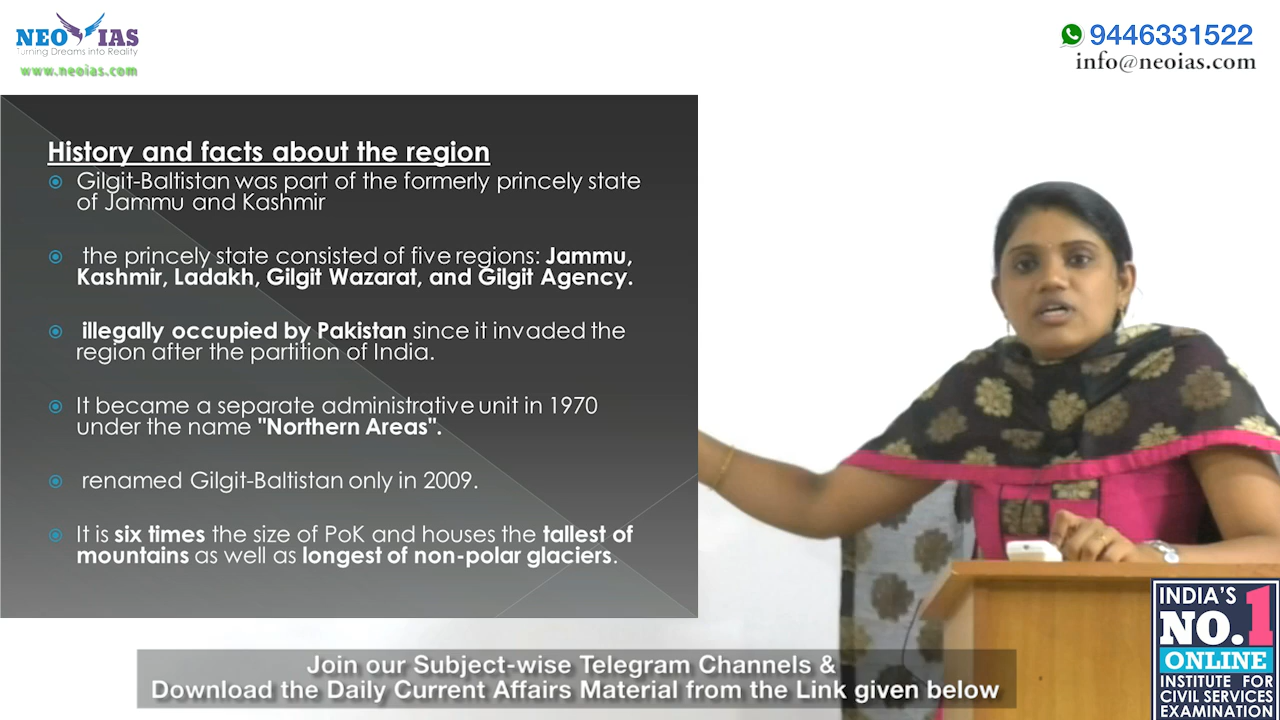 NEO IAS
Turning Dreams into Reality
www.neoias.com
9446331522
info@neoias.com
History and facts about the region
Gilgit-Baltistan was part of the formerly princely state
of Jammu and Kashmir
the princely state consisted of five regions: Jammu,
Kashmir, Ladakh, Gilgit Wazarat, and Gilgit Agency.
illegally occupied by Pakistan since it invaded the
region after the partition of India.
It became a separate administrative unit in 1970
under the name "Northern Areas".
renamed Gilgit-Baltistan only in 2009.
It is six times the size of PoK and houses the tallest of
mountains as well as longest of non-polar glaciers.
INDIA'S
NO.1
ONLINE
INSTITUTE FOR
CIVIL SERVICES
EXAMINATION
Join our Subject-wise Telegram Channels &
Download the Daily Current Affairs Material from the Link given below